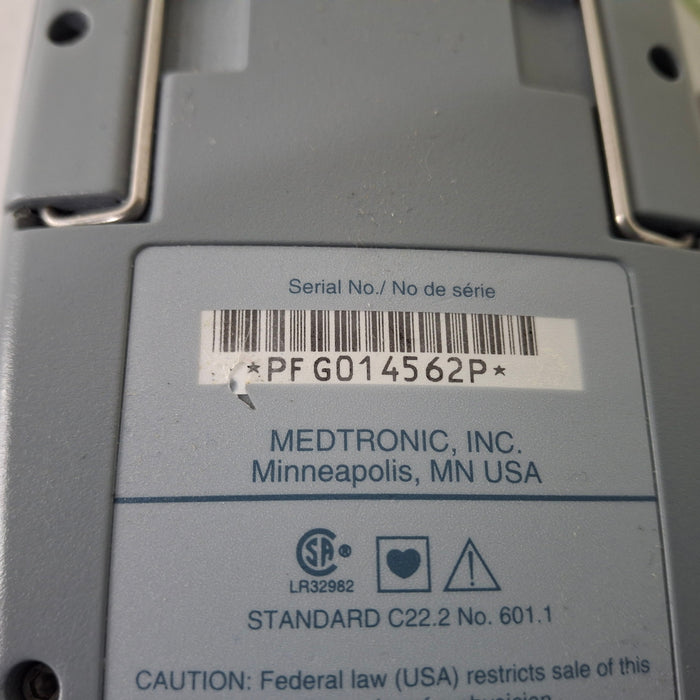 Serial No./ No de série
*PFG014562P*
MEDTRONIC, INC.
Minneapolis, MN USA
SA ®
LR32982
STANDARD C22.2 No. 601.1
CAUTION: Federal law (USA) restricts sale of this